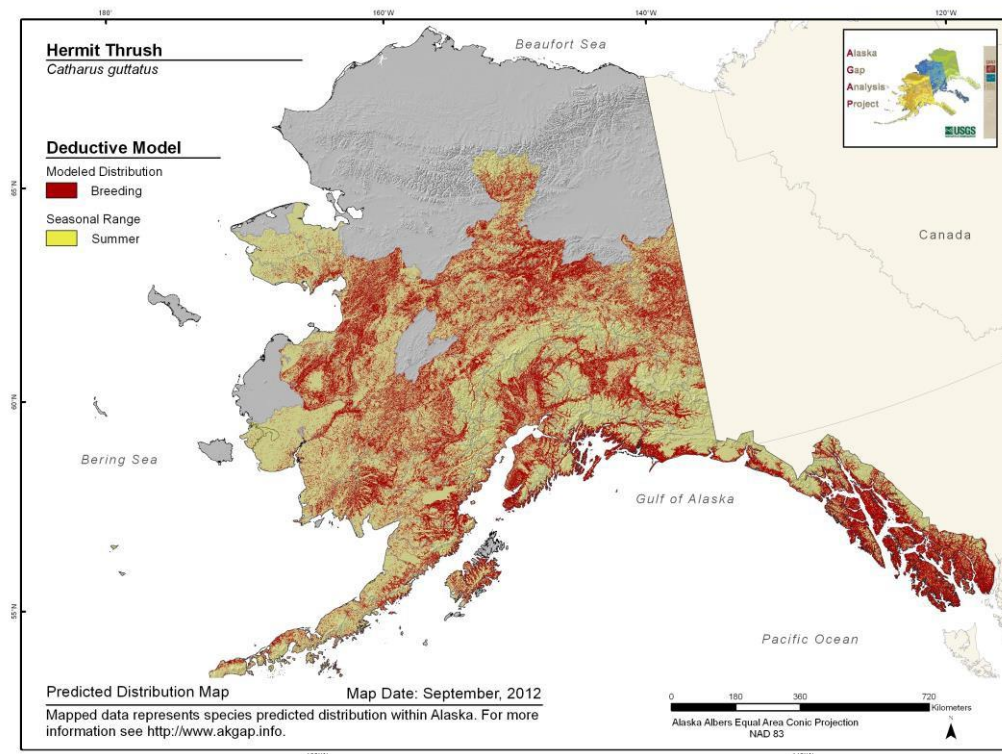 180°
160°W
140°W
120°W
Hermit Thrush
Catharus guttatus
Beaufort Sea
Alaska
Gap
Analysis
Project
USGS
Deductive Model
Modeled Distribution
Breeding
Seasonal Range
Summer
65°N
65°N
Canada
60°N
60°N
Bering Sea
Gulf of Alaska
55°N
55°N
Pacific Ocean
Predicted Distribution Map
Map Date: September, 2012
Mapped data represents species predicted distribution within Alaska. For more
information see http://www.akgap.info.
0 180 360 720
Kilometers
Alaska Albers Equal Area Conic Projection
NAD 83
N